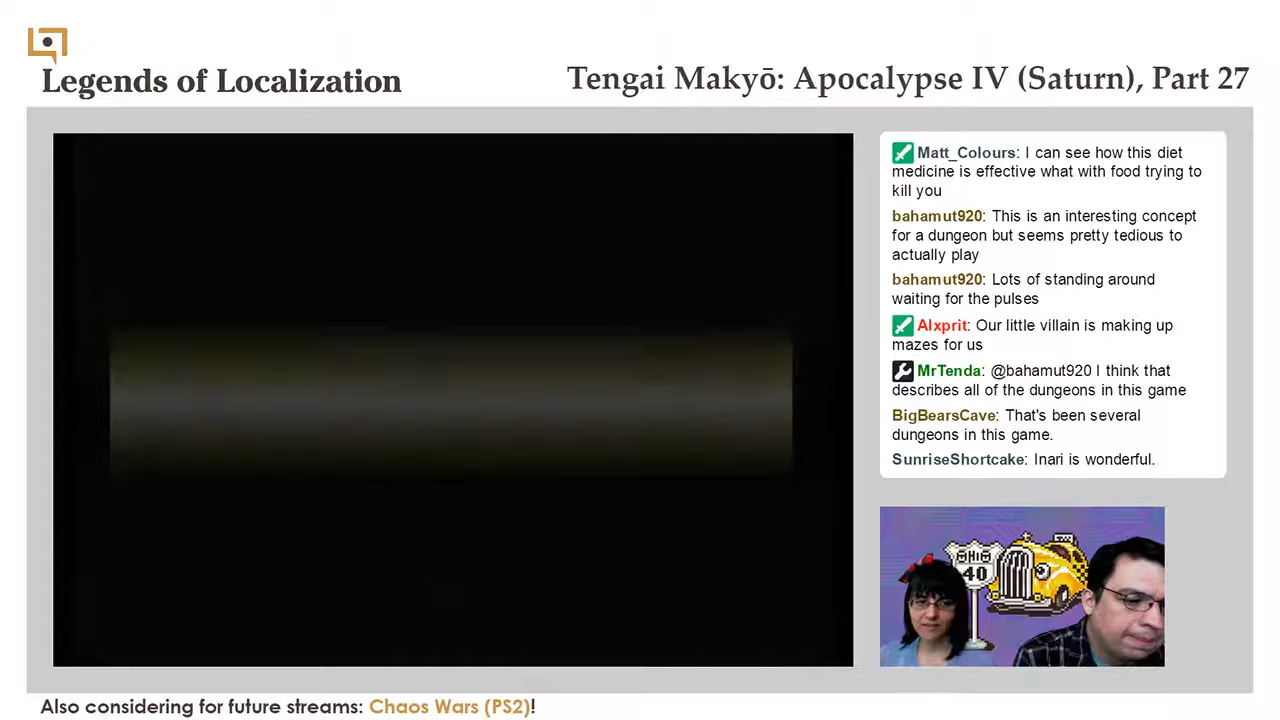 Legends of Localization
Tengai Makyō: Apocalypse IV (Saturn), Part 27
Matt_Colours: I can see how this diet
medicine is effective what with food trying to
kill you
bahamut920: This is an interesting concept
for a dungeon but seems pretty tedious to
actually play
bahamut920: Lots of standing around
waiting for the pulses
Alxprit: Our little villain is making up
mazes for us
MrTenda: @bahamut920 I think that
describes all of the dungeons in this game
BigBearsCave: That's been several
dungeons in this game.
SunriseShortcake: Inari is wonderful.
OHIO
40
Also considering for future streams: Chaos Wars (PS2)!